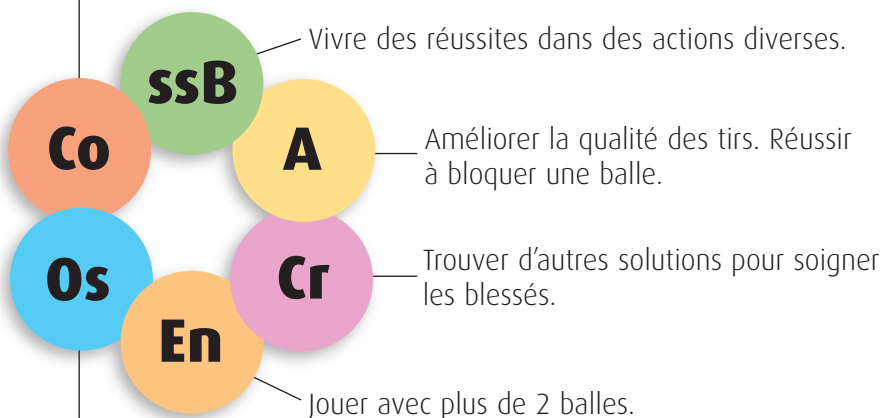 ssB
Vivre des réussites dans des actions diverses.
Co
A
Améliorer la qualité des tirs. Réussir
à bloquer une balle.
Os
Cr
Trouver d'autres solutions pour soigner
les blessés.
En
Jouer avec plus de 2 balles.